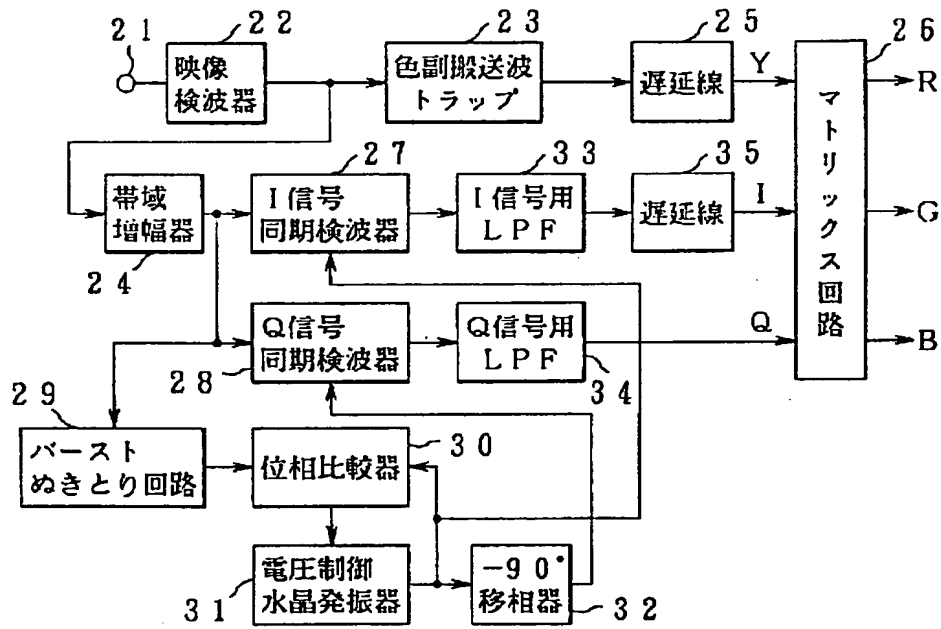 21
22
映像
検波器
23
色副搬送波
トラップ
25
遅延線
Y
26
マトリックス回路
R
G
B
24
帯域
増幅器
27
I信号
同期検波器
33
I信号用
LPF
35
遅延線
I
28
Q信号
同期検波器
Q信号用
LPF
34
Q
29
バースト
ぬきとり回路
30
位相比較器
31
電圧制御
水晶発振器
-90°
移相器
32